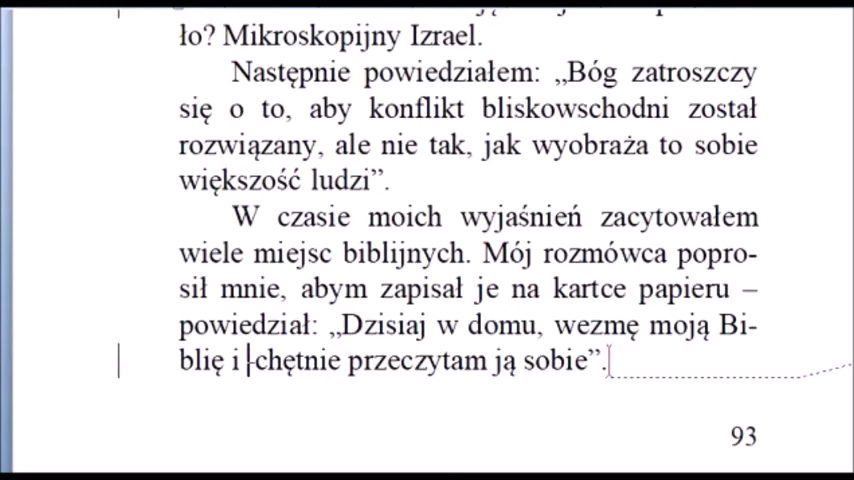 ło? Mikroskopijny Izrael.
Następnie powiedziałem: „Bóg zatroszczy
się o to, aby konflikt bliskowschodni został
rozwiązany, ale nie tak, jak wyobraża to sobie
większość ludzi”.
W czasie moich wyjaśnień zacytowałem
wiele miejsc biblijnych. Mój rozmówca popro-
sił mnie, abym zapisał je na kartce papieru –
powiedział: „Dzisiaj w domu, wezmę moją Bi-
blię i chętnie przeczytam ją sobie”.
93